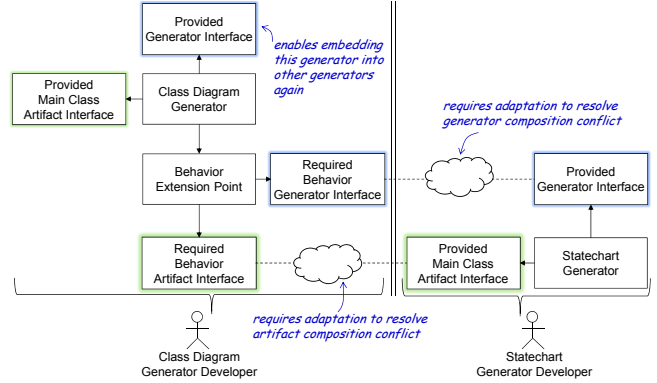 Provided
Generator Interface
enables embedding
this generator into
other generators
again
Provided
Main Class
Artifact Interface
Class Diagram
Generator
requires adaptation to resolve
generator composition conflict
Behavior
Extension Point
Required
Behavior
Generator Interface
Provided
Generator Interface
Required
Behavior
Artifact Interface
Provided
Main Class
Artifact Interface
Statechart
Generator
requires adaptation to resolve
artifact composition conflict
Class Diagram
Generator Developer
Statechart
Generator Developer